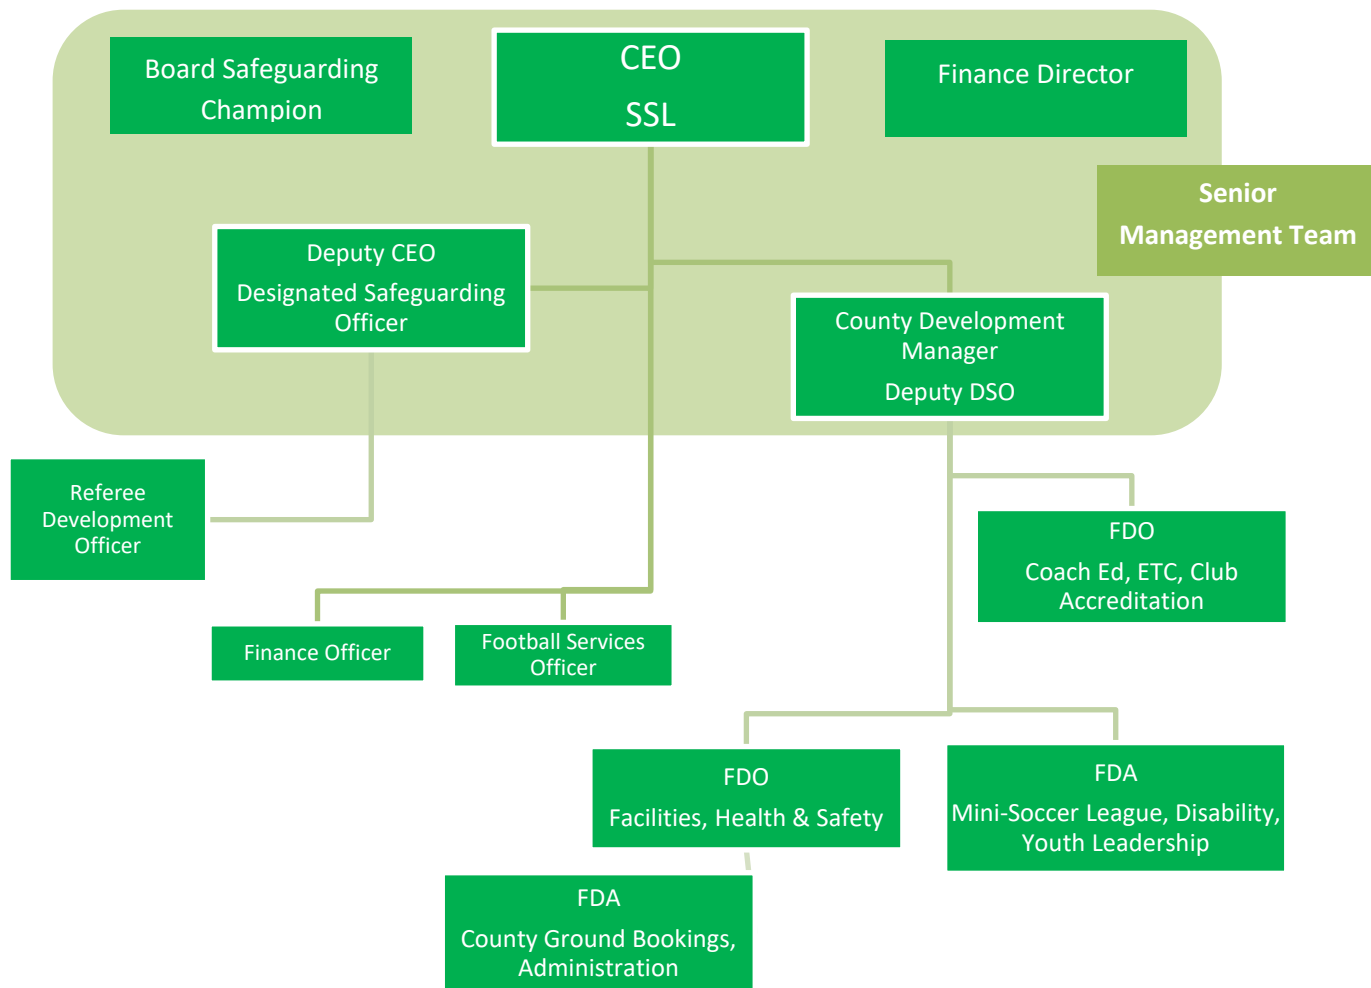 Board Safeguarding
Champion
CEO
SSL
Finance Director
Senior
Management Team
Deputy CEO
Designated Safeguarding
Officer
County Development
Manager
Deputy DSO
Referee
Development
Officer
FDO
Coach Ed, ETC, Club
Accreditation
Finance Officer
Football Services
Officer
FDO
Facilities, Health & Safety
FDA
Mini-Soccer League, Disability,
Youth Leadership
FDA
County Ground Bookings,
Administration